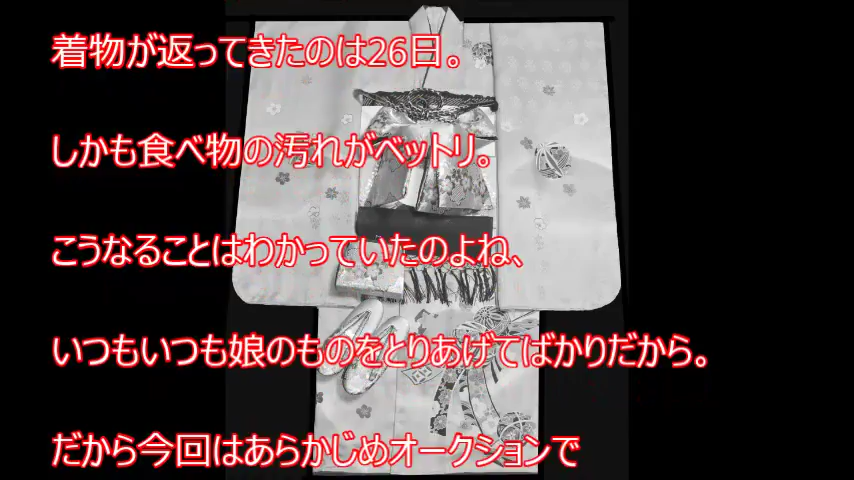 着物が返ってきたのは26日。
しかも食べ物の汚れがベットリ。
こうなることはわかっていたのよね、
いつもいつも娘のものをとりあげてばかりだから。
だから今回はあらかじめオークションで